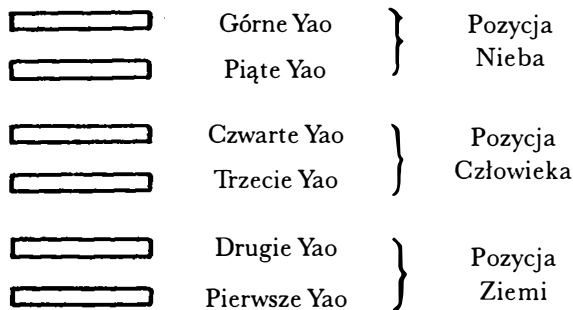 Górne Yao
Piąte Yao
Pozycja
Nieba
Czwarte Yao
Trzecie Yao
Pozycja
Człowieka
Drugie Yao
Pierwsze Yao
Pozycja
Ziemi